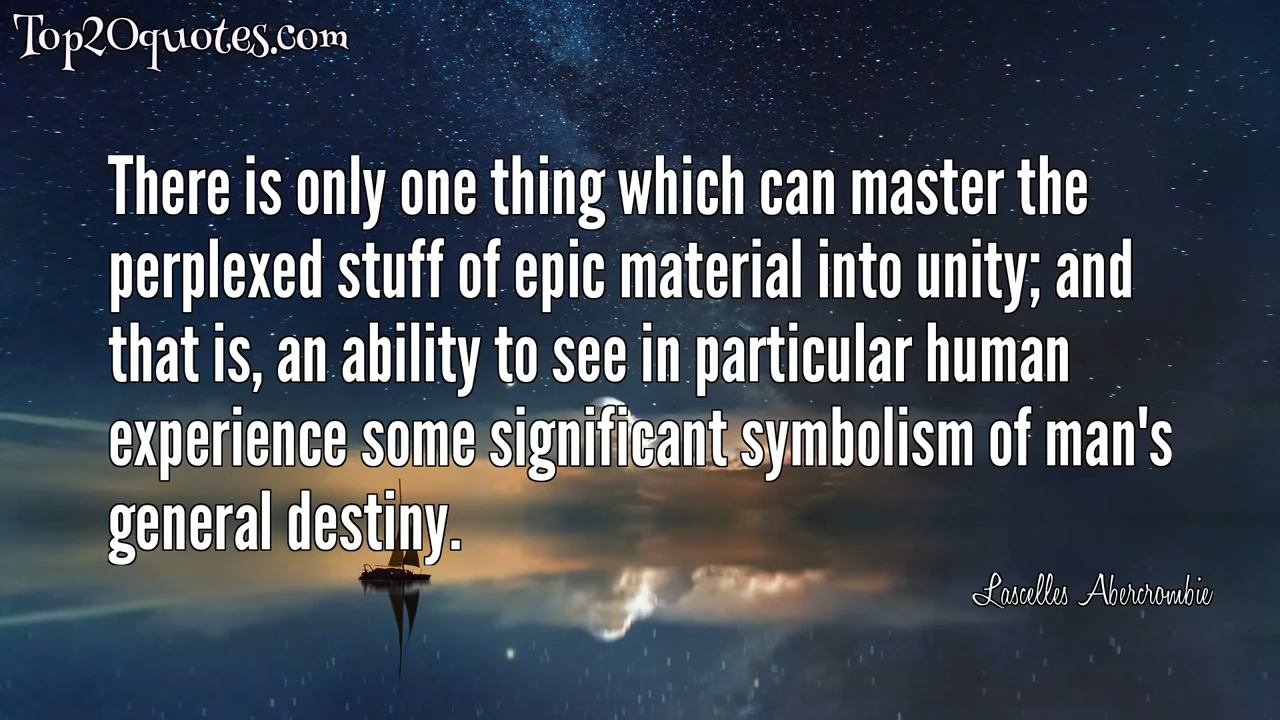 Top20quotes.com
There is only one thing which can master the
perplexed stuff of epic material into unity; and
that is, an ability to see in particular human
experience some significant symbolism of man's
general destiny.
Lascelles Abercrombie